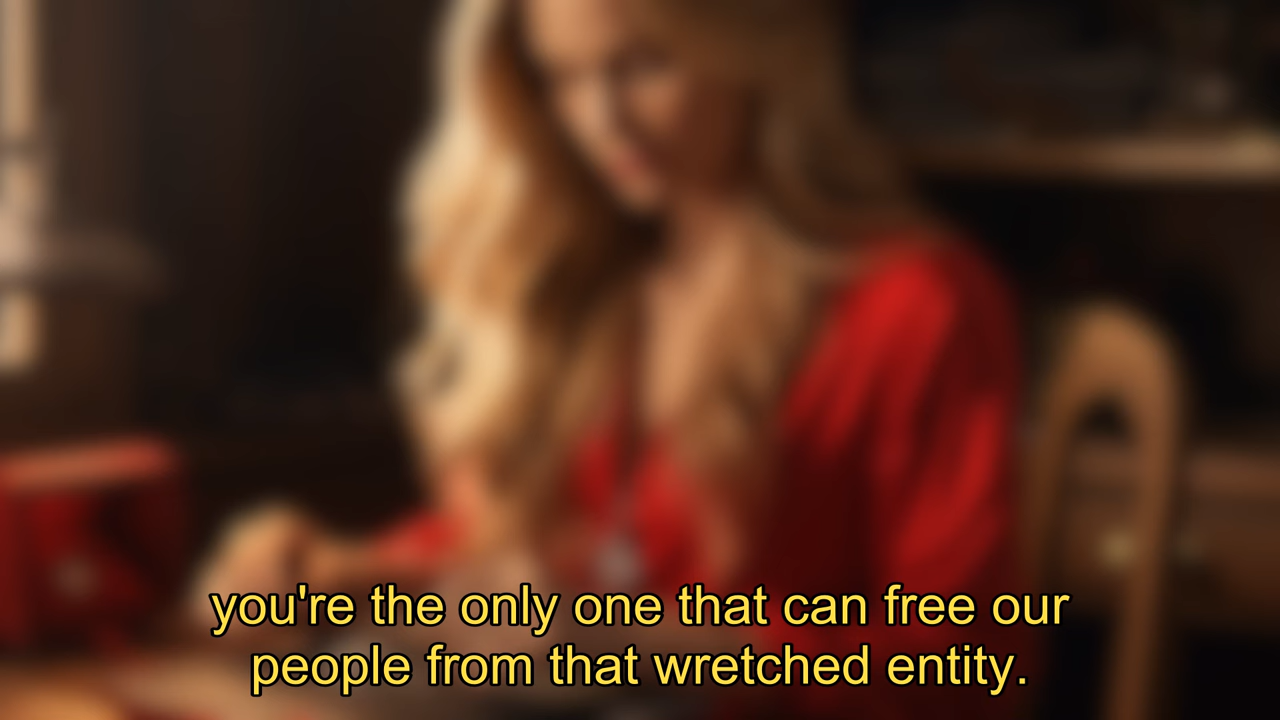 you're the only one that can free our
people from that wretched entity.